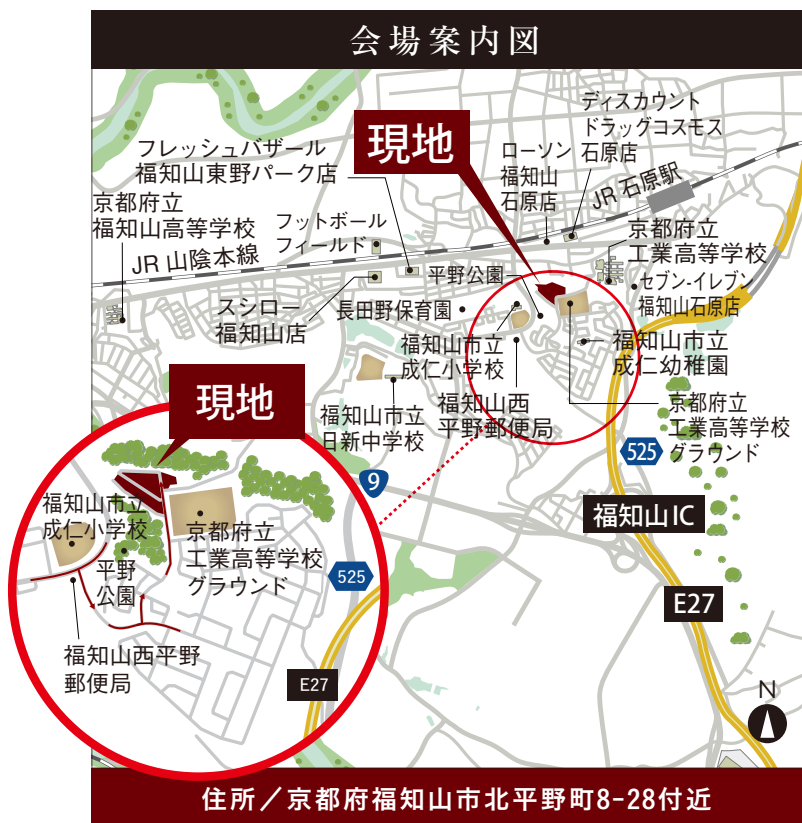 会場案内図
ディスカウント
ドラッグコスモス
石原店
フレッシュバザール
福知山東野パーク店
現地
ローソン
福知山
石原店
JR 石原駅
京都府立
福知山高等学校
フットボール
フィールド
京都府立
工業高等学校
JR 山陰本線
平野公園
セブン-イレブン
福知山石原店
スシロー
福知山店
長田野保育園
福知山市立
成仁小学校
福知山市立
成仁幼稚園
現地
福知山市立
日新中学校
福知山西
平野郵便局
京都府立
工業高等学校
グラウンド
525
9
福知山IC
福知山市立
成仁小学校
京都府立
工業高等学校
グラウンド
平野
公園
525
E27
福知山西平野
郵便局
E27
N
住所／京都府福知山市北平野町8-28付近